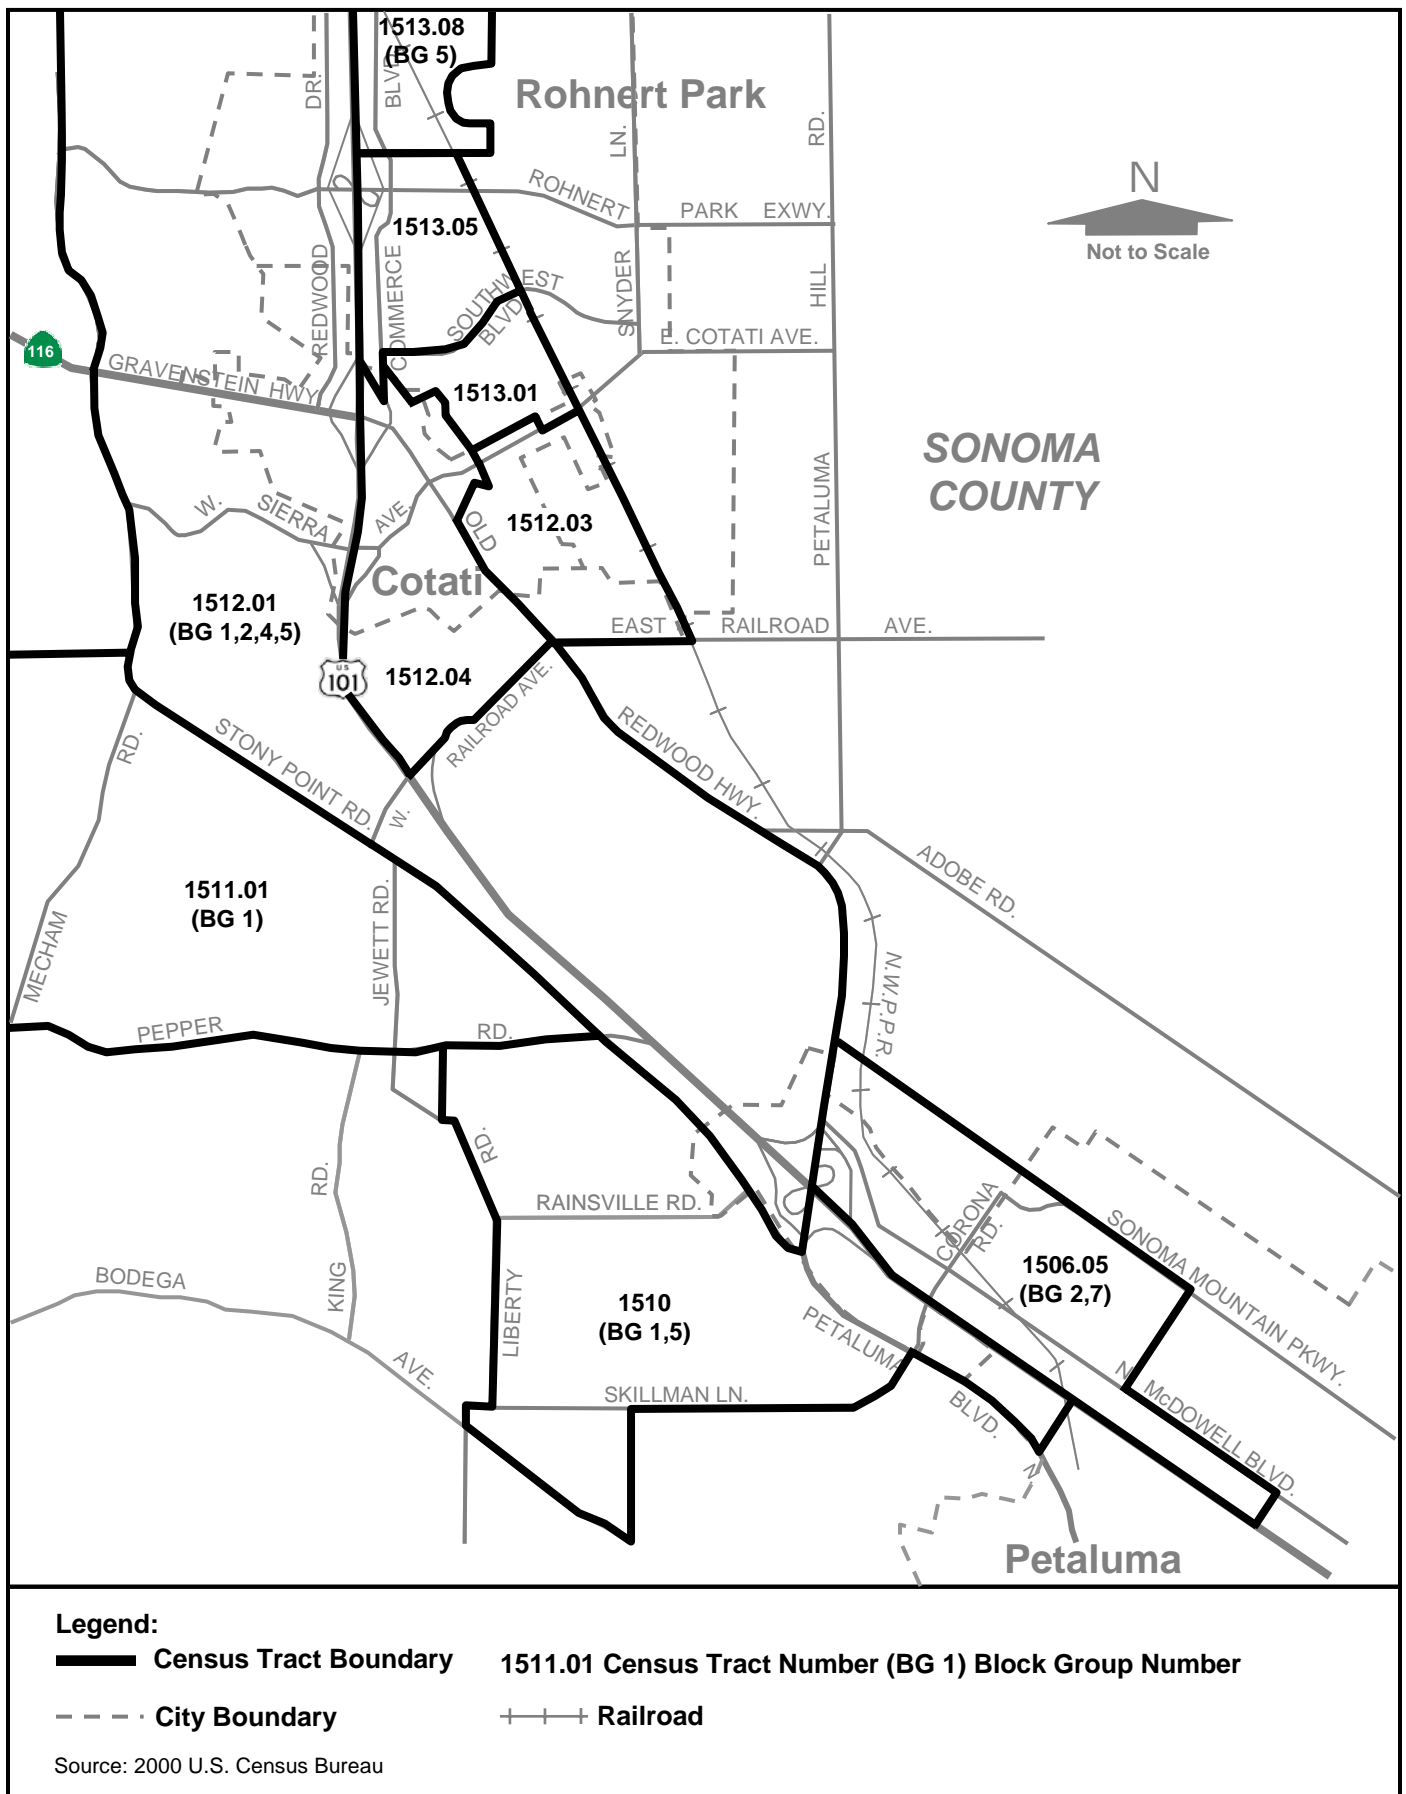 1513.08
(BG 5)
DR.
BLVD.
Rohnert Park
LN.
RD.
N
Not to Scale
ROHNERT
PARK EXWY.
1513.05
REDWOOD
COMMERCE
SOUTHWEST
BLVD.
SNYDER
HILL
E. COTATI AVE.
116
GRAVENSTEIN HWY
1513.01
SONOMA
COUNTY
W.
SIERRA
AVE.
OLD
1512.03
PETALUMA
Cotati
1512.01
(BG 1,2,4,5)
EAST
RAILROAD
AVE.
US
101
1512.04
RAILROAD AVE.
W.
RD.
STONY POINT RD.
REDWOOD HWY.
ADOBE RD.
1511.01
(BG 1)
MECHAM
JEWETT RD.
N.W.P.P.R.
PEPPER
RD.
RD.
RD.
RAINSVILLE RD.
CORONA
RD.
SONOMA MOUNTAIN PKWY.
1506.05
(BG 2,7)
BODEGA
KING
LIBERTY
1510
(BG 1,5)
PETALUMA
AVE.
SKILLMAN LN.
BLVD.
N.
N
McDOWELL BLVD.
Petaluma
Legend:
Census Tract Boundary
1511.01 Census Tract Number (BG 1) Block Group Number
City Boundary
Railroad
Source: 2000 U.S. Census Bureau